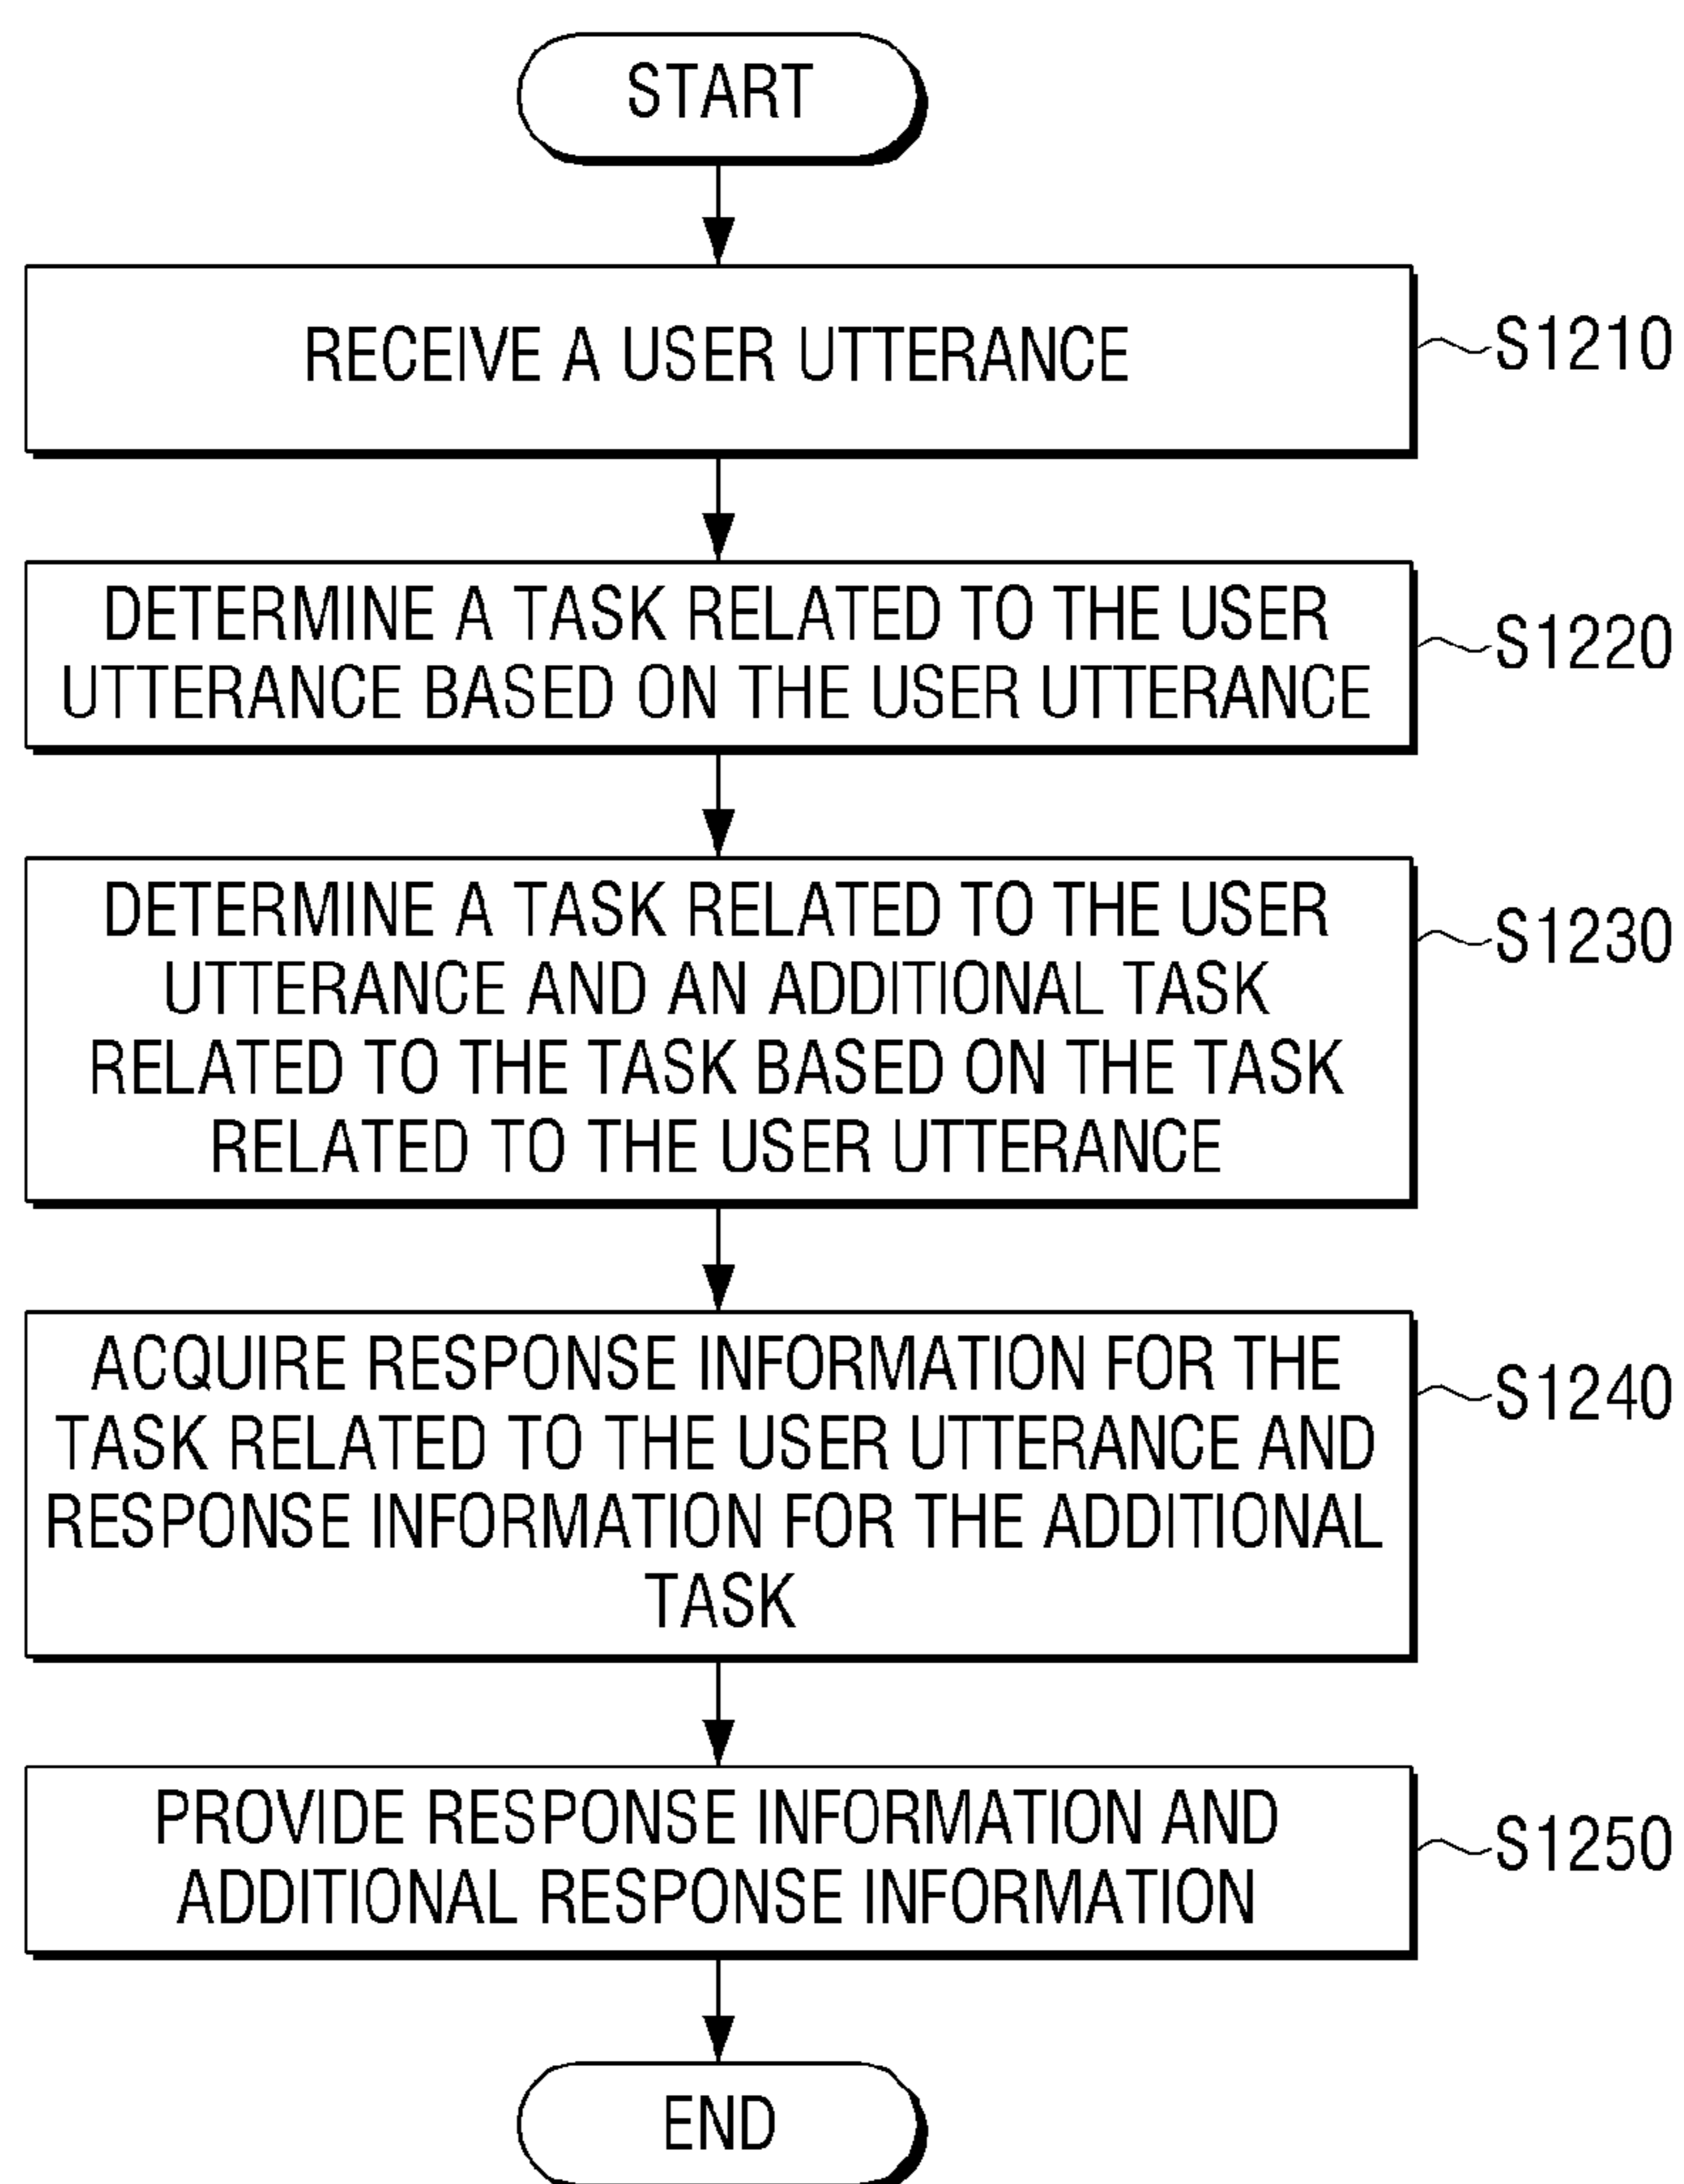 START
RECEIVE A USER UTTERANCE
S1210
DETERMINE A TASK RELATED TO THE USER
UTTERANCE BASED ON THE USER UTTERANCE
S1220
DETERMINE A TASK RELATED TO THE USER
UTTERANCE AND AN ADDITIONAL TASK
RELATED TO THE TASK BASED ON THE TASK
RELATED TO THE USER UTTERANCE
S1230
ACQUIRE RESPONSE INFORMATION FOR THE
TASK RELATED TO THE USER UTTERANCE AND
RESPONSE INFORMATION FOR THE ADDITIONAL
TASK
S1240
PROVIDE RESPONSE INFORMATION AND
ADDITIONAL RESPONSE INFORMATION
S1250
END